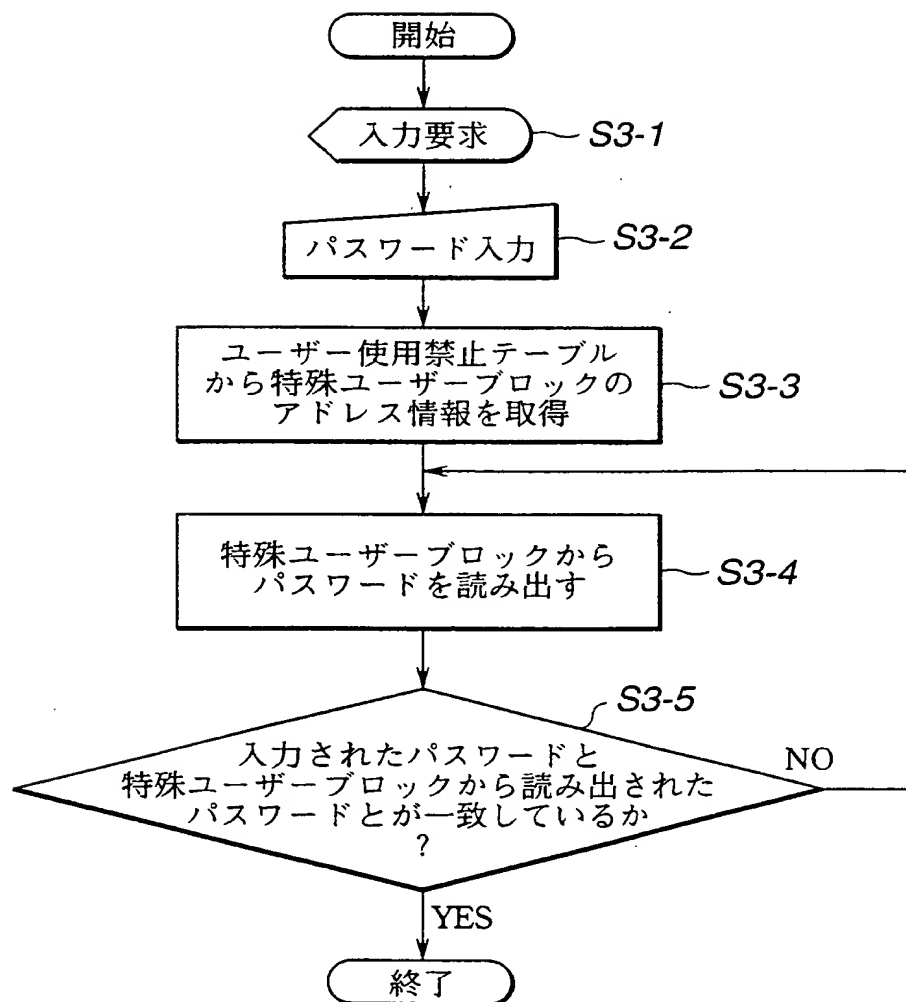 開始
入力要求
S3-1
パスワード入力
S3-2
ユーザー使用禁止テーブル
から特殊ユーザーブロックの
アドレス情報を取得
S3-3
特殊ユーザーブロックから
パスワードを読み出す
S3-4
S3-5
入力されたパスワードと
特殊ユーザーブロックから読み出された
パスワードとが一致しているか
?
NO
YES
終了